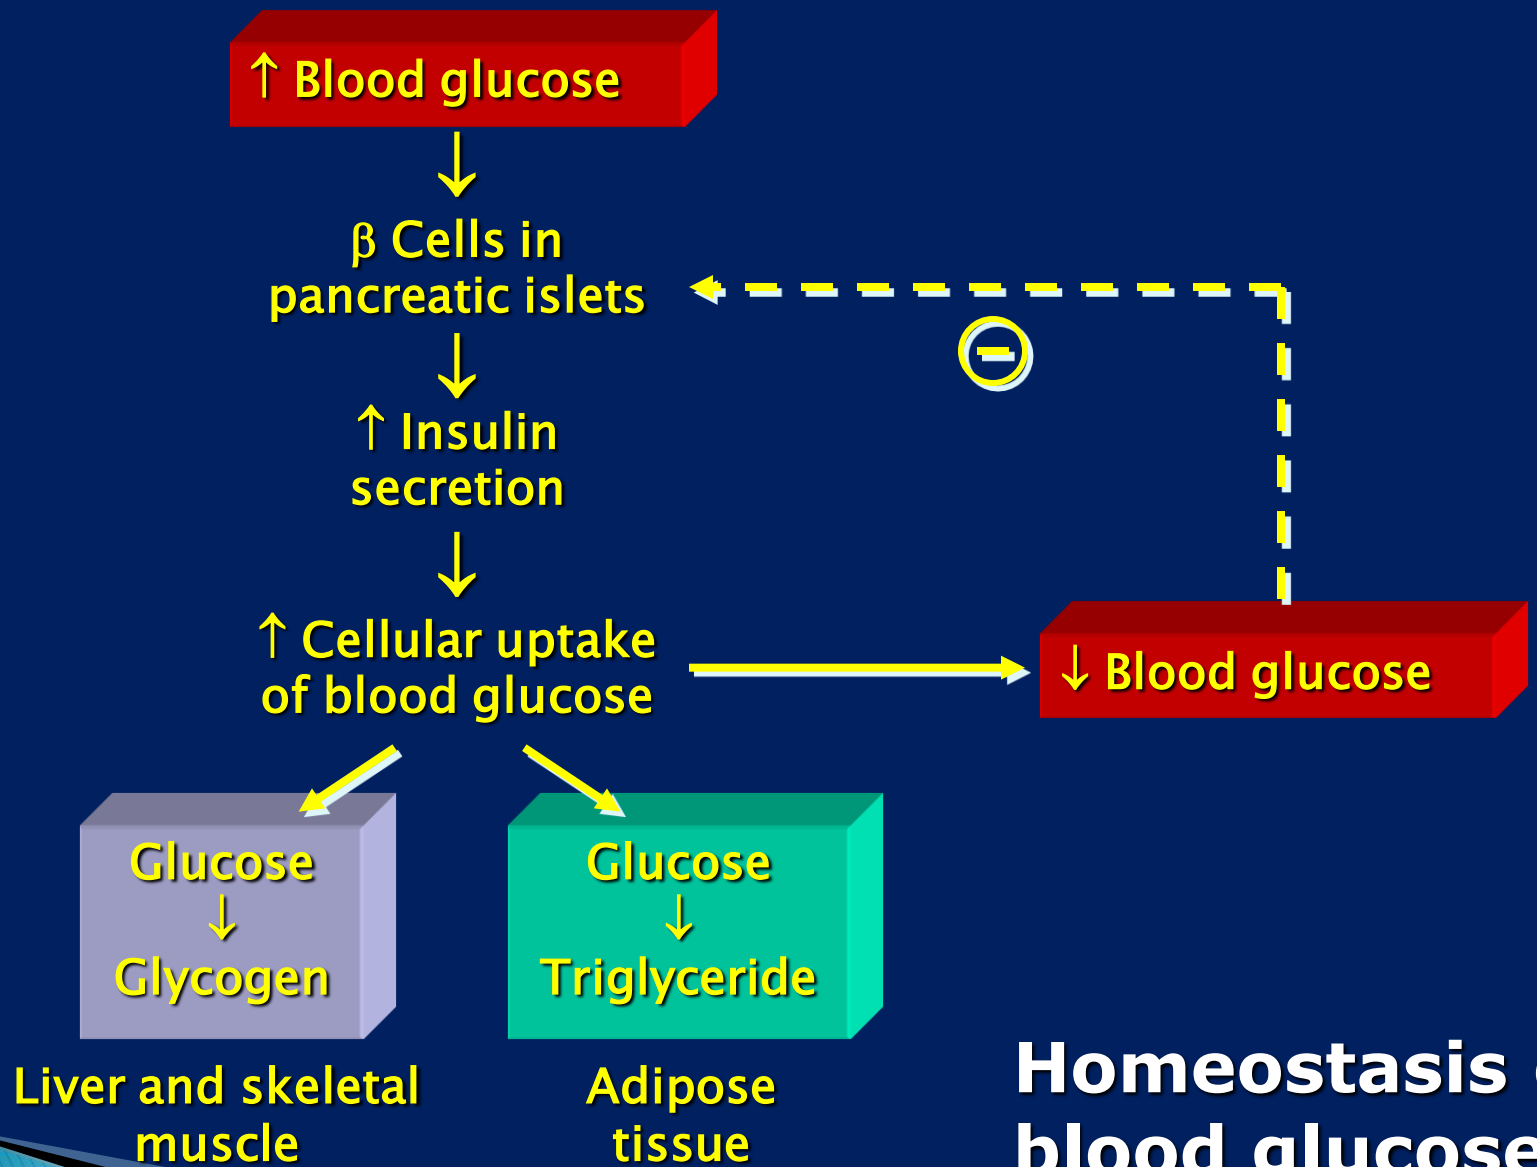 ↑ Blood glucose
↓
β Cells in
pancreatic islets
↓
↑ Insulin
secretion
↓
↑ Cellular uptake
of blood glucose
↓ Blood glucose
Glucose
↓
Glycogen
Glucose
↓
Triglyceride
Liver and skeletal
muscle
Adipose
tissue
Homeostasis
blood glucose